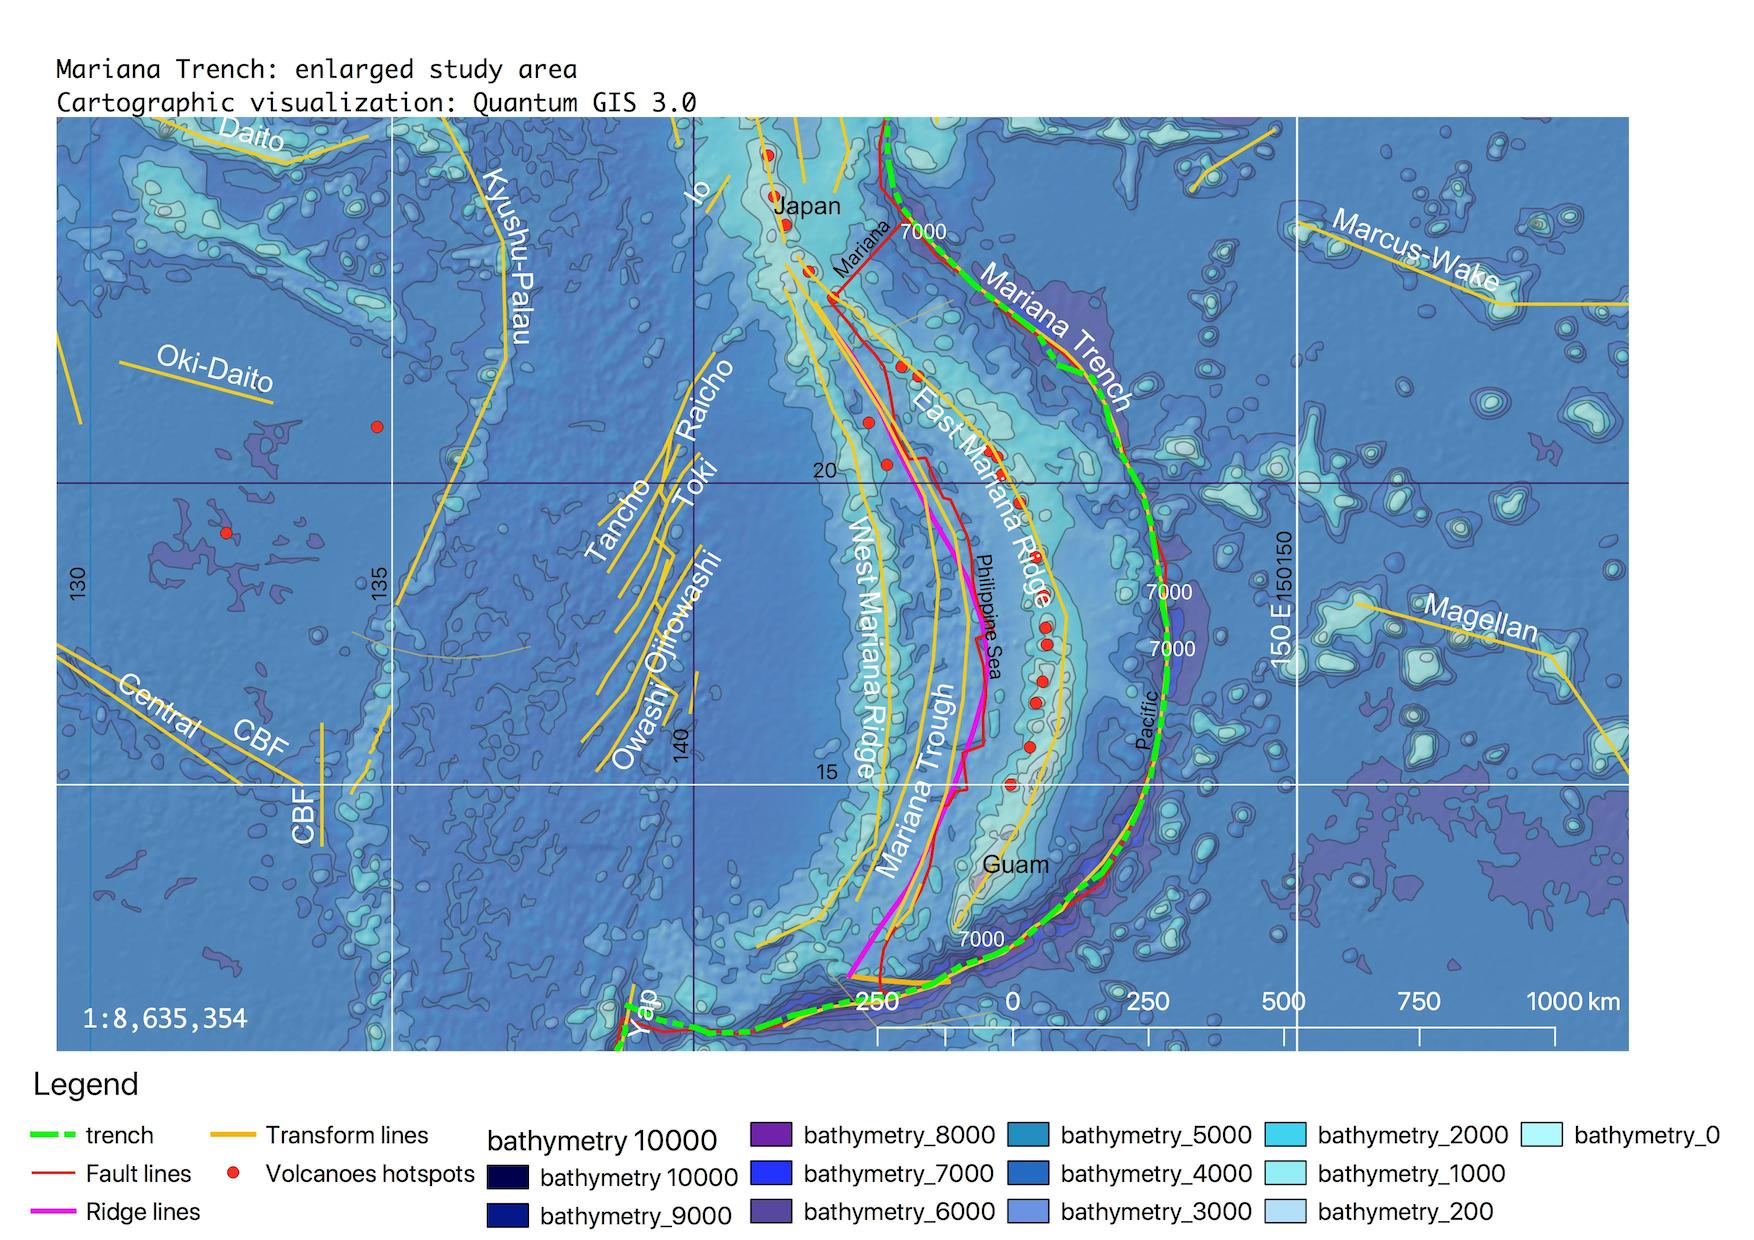 Mariana Trench: enlarged study area
Cartographic visualization: Quantum GIS 3.0
Daito
Kyushu-Palau
Io
Japan
Mariana
7000
Mariana Trench
Marcus-Wake
Oki-Daito
Raicho
East Mariana Ridge
20
Toki
Tancho
West Mariana Ridge
Philippine Sea
130
135
150150
150 E
7000
7000
Magellan
Ojirowashi
Owashi
140
Central
CBF
CBF
Mariana Trough
Pacific
15
Guam
7000
Yap
1:8,635,354
250 0 250 500 750 1000 km
Legend
trench
Fault lines
Ridge lines
Transform lines
Volcanoes hotspots
bathymetry 10000
bathymetry 10000
bathymetry_9000
bathymetry_8000
bathymetry_7000
bathymetry_6000
bathymetry_5000
bathymetry_4000
bathymetry_3000
bathymetry_2000
bathymetry_1000
bathymetry_200
bathymetry_0